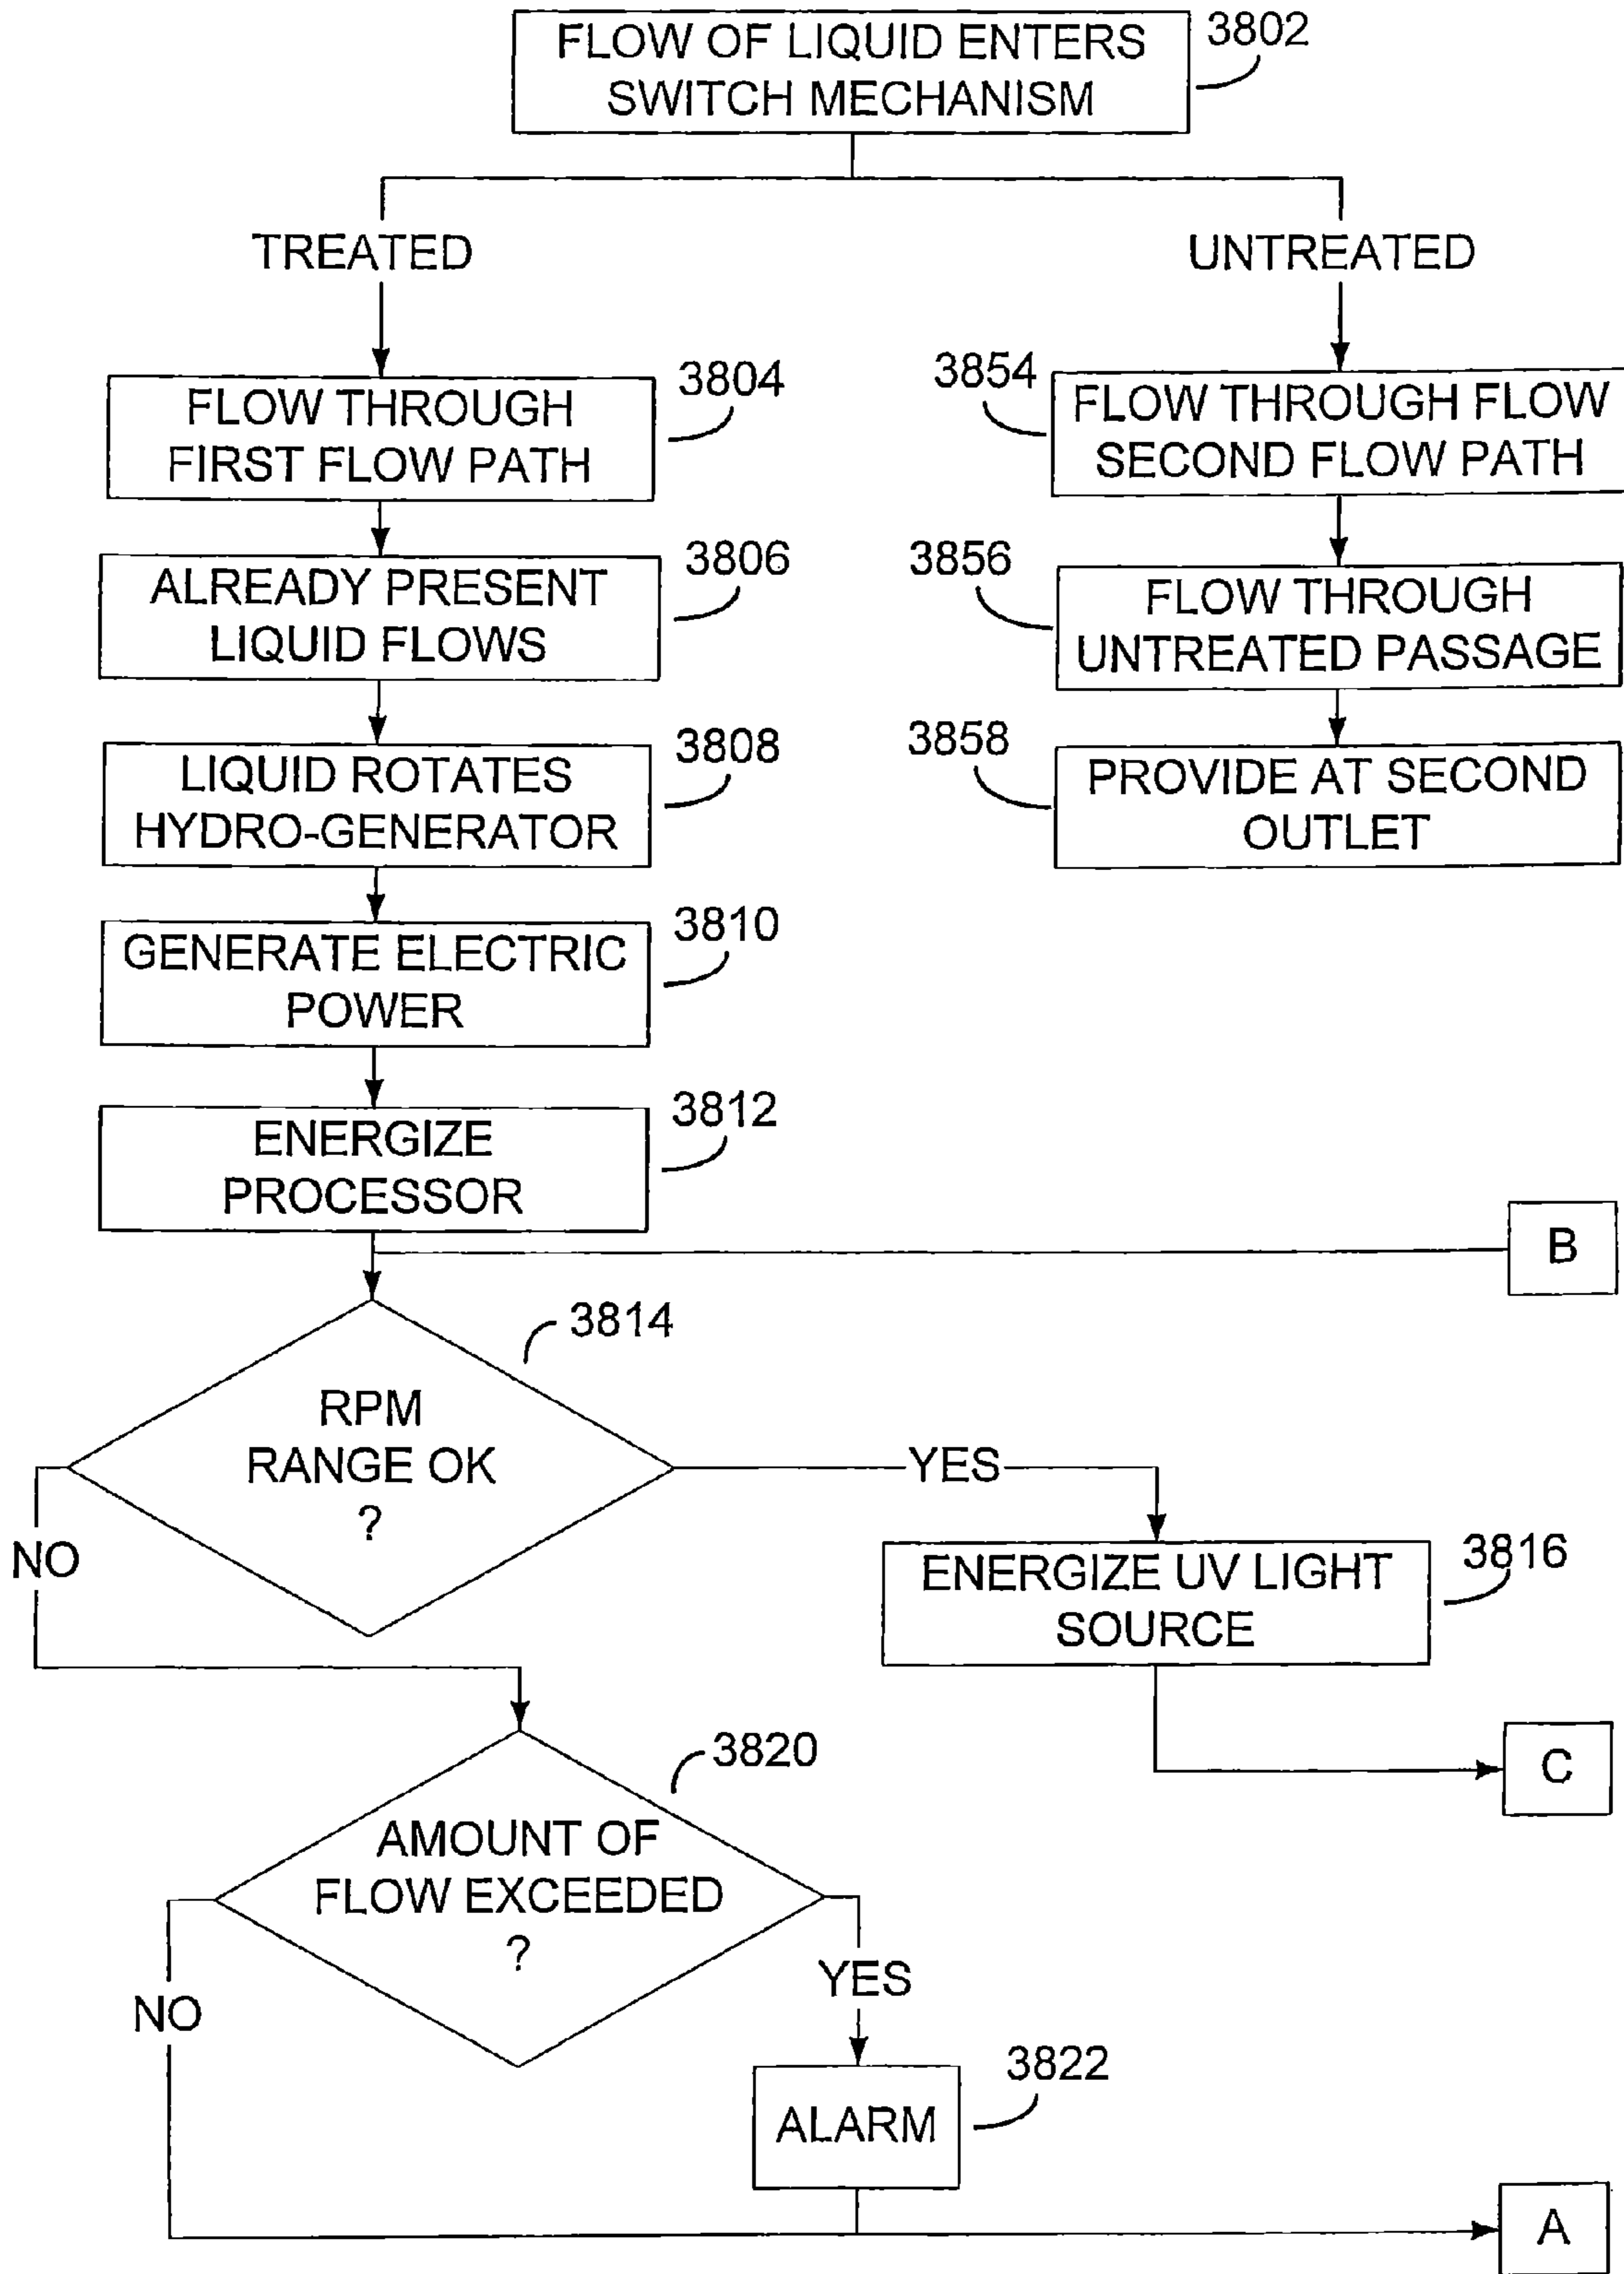 FLOW OF LIQUID ENTERS
SWITCH MECHANISM
3802
TREATED
UNTREATED
FLOW THROUGH
FIRST FLOW PATH
3804
3854
FLOW THROUGH FLOW
SECOND FLOW PATH
ALREADY PRESENT
LIQUID FLOWS
3806
3856
FLOW THROUGH
UNTREATED PASSAGE
LIQUID ROTATES
HYDRO-GENERATOR
3808
3858
PROVIDE AT SECOND
OUTLET
GENERATE ELECTRIC
POWER
3810
ENERGIZE
PROCESSOR
3812
B
3814
RPM
RANGE OK
?
YES
NO
ENERGIZE UV LIGHT
SOURCE
3816
C
3820
AMOUNT OF
FLOW EXCEEDED
?
YES
NO
ALARM
3822
A